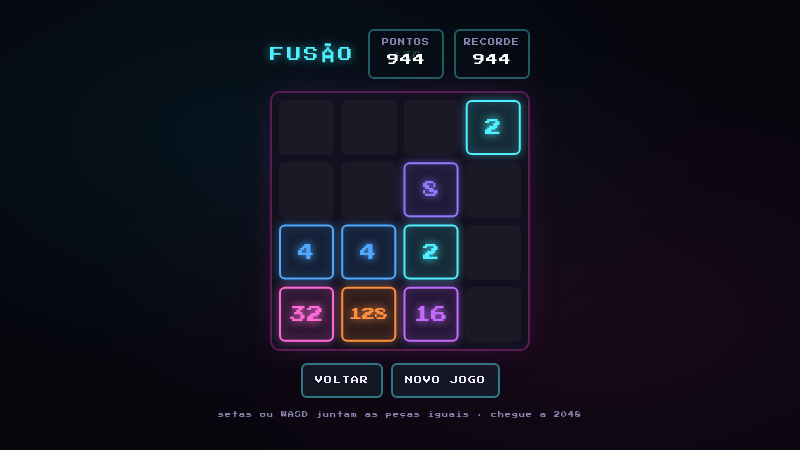 FUSÃO
PONTOS
944
RECORDE
944
2
8
4 4 2
32 128 16
VOLTAR
NOVO JOGO
setas ou WASD juntam as peças iguais · chegue a 2048